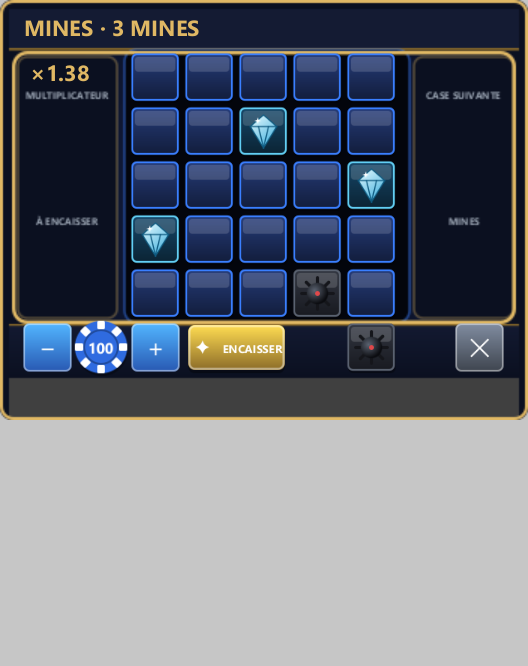 MINES · 3 MINES
×1.38
MULTIPLICATEUR
CASE SUIVANTE
À ENCAISSER
MINES
100
ENCAISSER